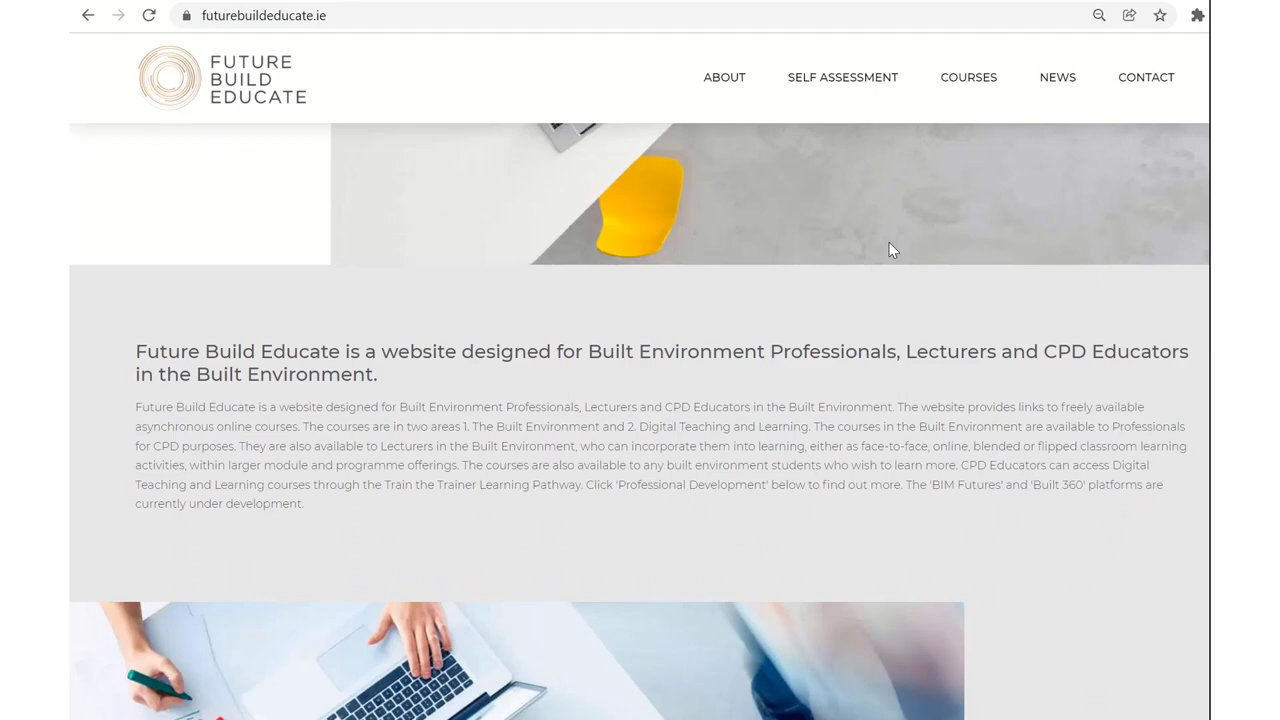 futurebuildeducate.ie
FUTURE
BUILD
EDUCATE
ABOUT SELF ASSESSMENT COURSES NEWS CONTACT
Future Build Educate is a website designed for Built Environment Professionals, Lecturers and CPD Educators
in the Built Environment.
Future Build Educate is a website designed for Built Environment Professionals, Lecturers and CPD Educators in the Built Environment. The website provides links to freely available
asynchronous online courses. The courses are in two areas 1. The Built Environment and 2. Digital Teaching and Learning. The courses in the Built Environment are available to Professionals
for CPD purposes. They are also available to Lecturers in the Built Environment, who can incorporate them into learning, either as face-to-face, online, blended or flipped classroom learning
activities, within larger module and programme offerings. The courses are also available to any built environment students who wish to learn more. CPD Educators can access Digital
Teaching and Learning courses through the Train the Trainer Learning Pathway. Click 'Professional Development' below to find out more. The 'BIM Futures' and 'Built 360' platforms are
currently under development.